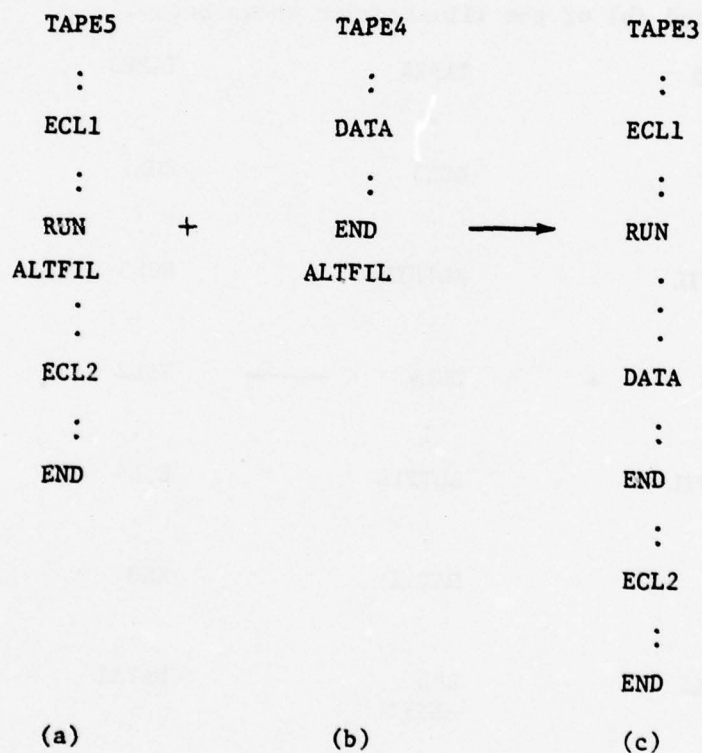 TAPE5 TAPE4 TAPE3
: : :
ECL1 DATA ECL1
: : :
RUN + END → RUN
ALTFIL ALTFIL .
. .
. .
ECL2 DATA
: :
END END
:
ECL2
:
END
(a) (b) (c)